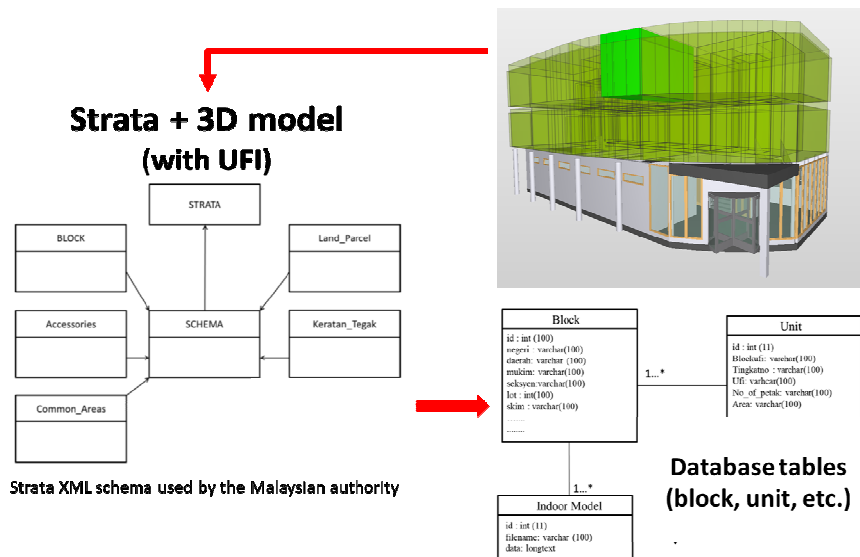 Strata + 3D model
(with UFI)
STRATA
BLOCK
Land_Parcel
Accessories
SCHEMA
Keratan_Tegak
Common_Areas
Strata XML schema used by the Malaysian authority
Block
id : int (100)
negeri : varchar(100)
daerah: varchar (100)
mukim: varchar(100)
seksyen:varchar(100)
lot : int(100)
skim : varchar(100)
........
........
1...*
Unit
id : int (11)
Blockufi: varchar(100)
Tingkatno : varchar(100)
Ufi: varhcar(100)
No_of_petak: varchar(100)
Area: varchar(100)
1...*
Indoor Model
id : int (11)
filename: varchar (100)
data: longtext
Database tables
(block, unit, etc.)